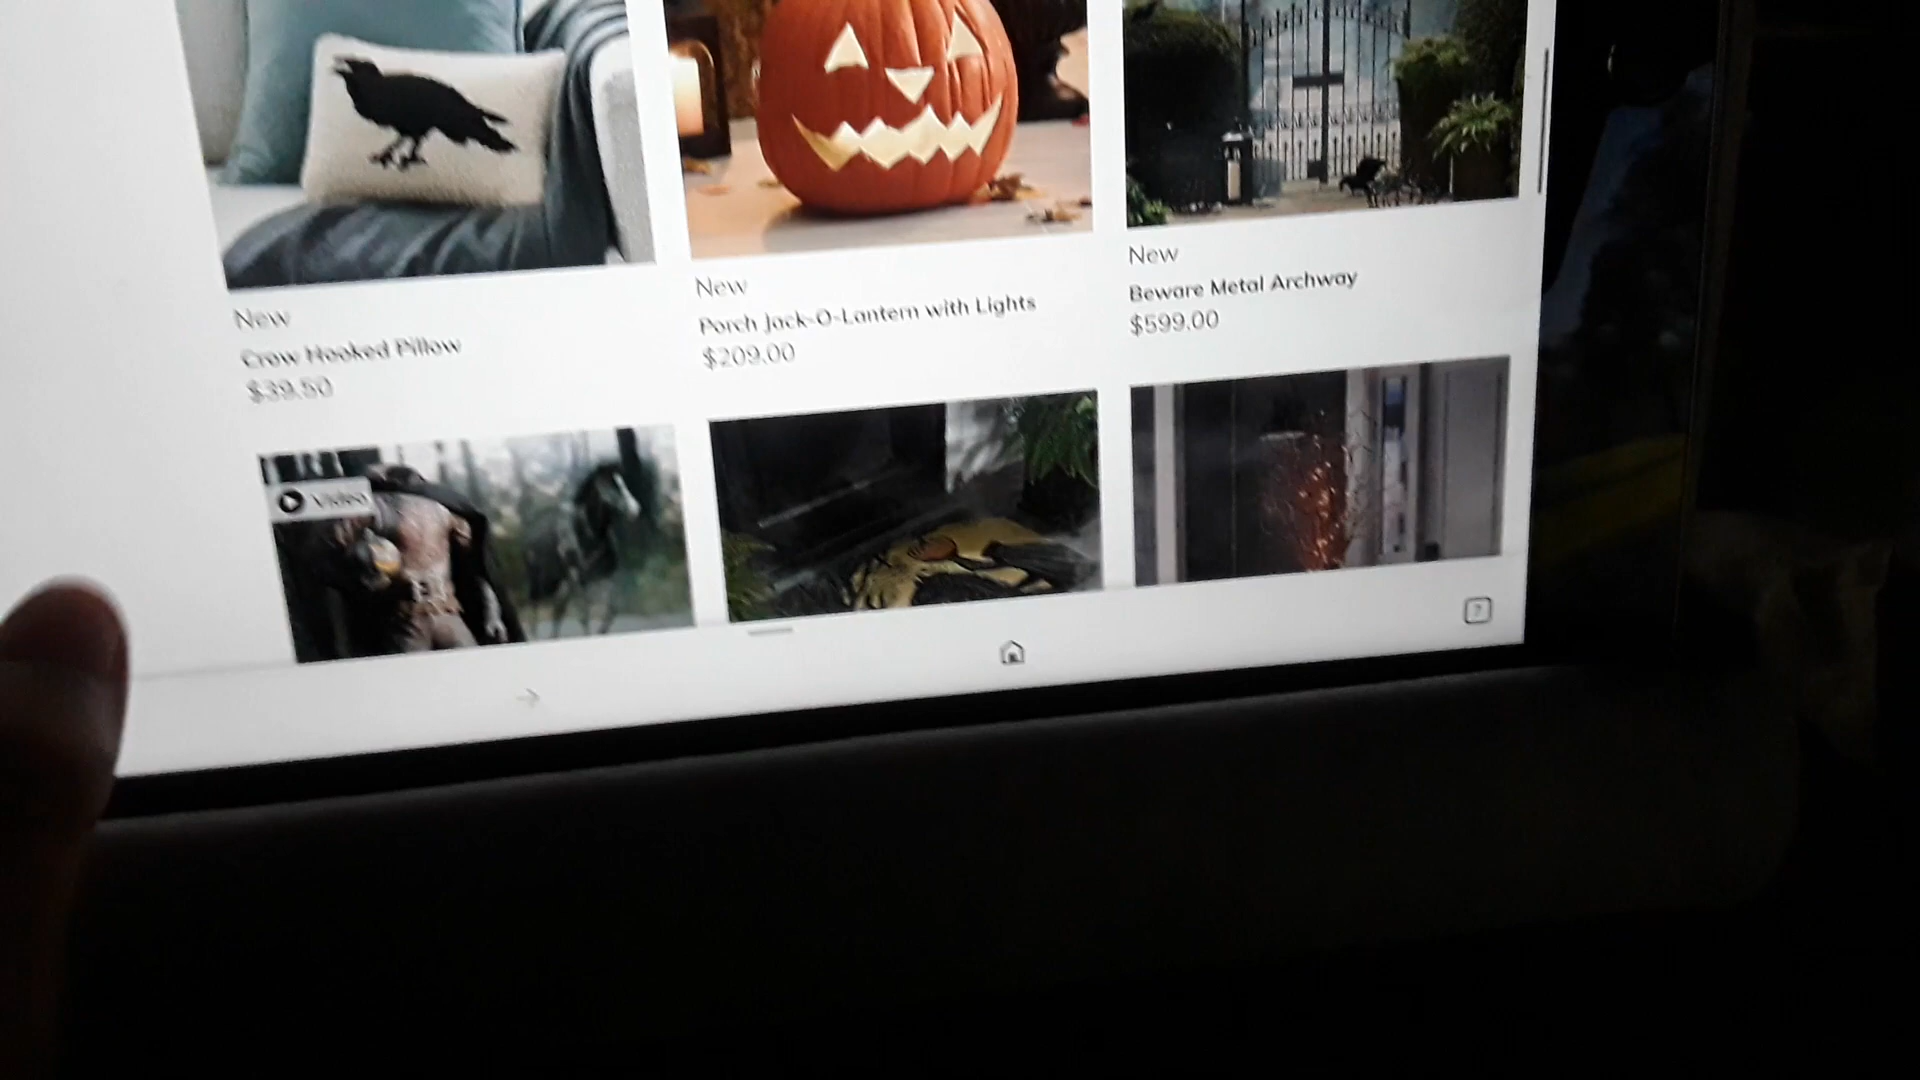 New
Crow Hooked Pillow
$39.50
New
Porch Jack-O-Lantern with Lights
$209.00
New
Beware Metal Archway
$599.00
Video
?